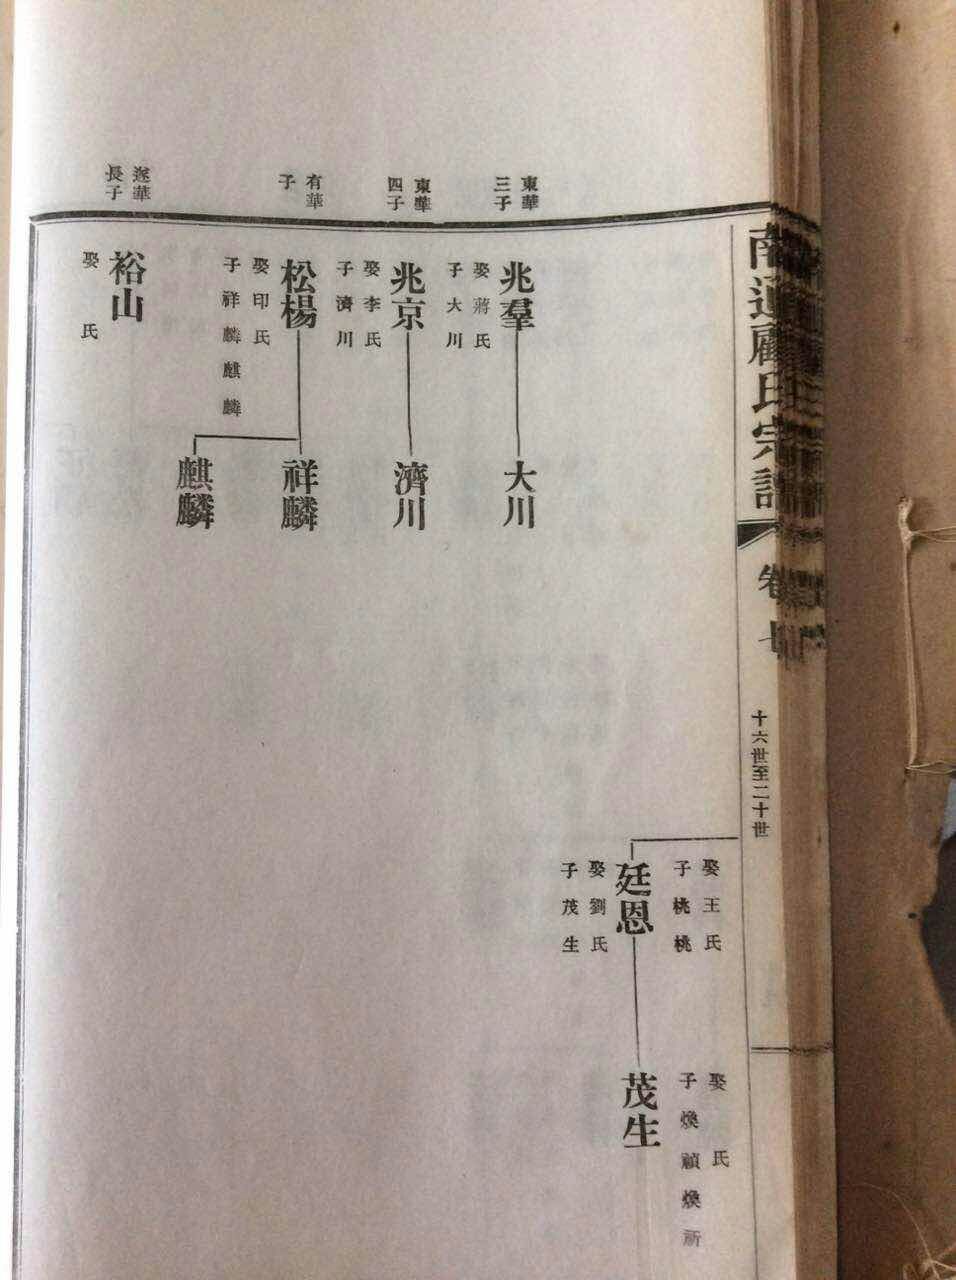 南通顧氏宗譜
卷七
十六世至二十世
娶王氏
子桃桃
廷恩
娶劉氏
子茂生
娶 氏
子煥禎煥新
茂生
東華
三子
兆羣
娶蔣氏
子大川
大川
東華
四子
兆京
娶李氏
子濟川
濟川
有華
子
松楊
娶印氏
子祥麟麒麟
祥麟
麒麟
遂華
長子
裕山
娶 氏